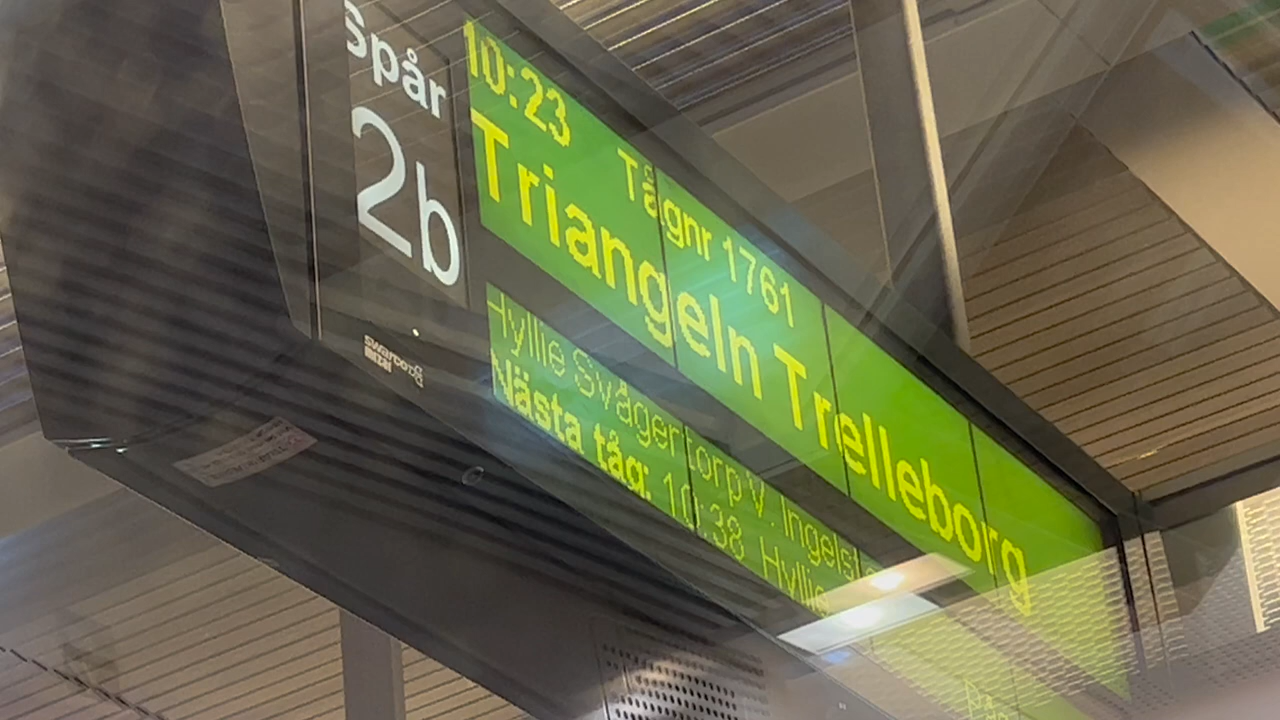 Spår
2b
10:23 Tågnr 1761
Triangeln Trelleborg
Hyllie Svågertorp V. Ingelst
Nästa tåg: 10:38 Hyllie
swarco